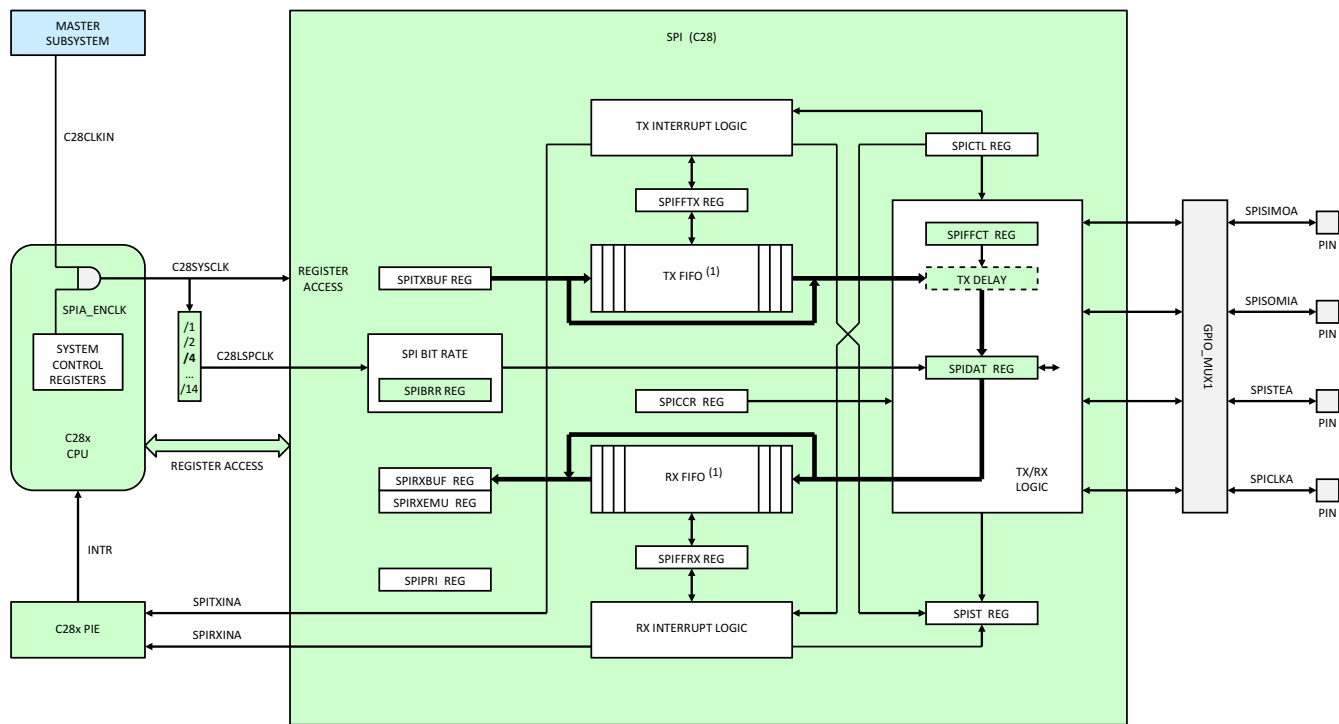 MASTER
SUBSYSTEM
SPI (C28)
C28CLKIN
TX INTERRUPT LOGIC
SPICTL REG
SPIFFTX REG
SPISIMOA
PIN
SPIFFCT REG
C28SYSCLK
REGISTER
ACCESS
SPITXBUF REG
TX FIFO (1)
TX DELAY
SPIA_ENCLK
SPISOMIA
PIN
/1
/2
/4
...
/14
SYSTEM
CONTROL
REGISTERS
C28LSPCLK
SPI BIT RATE
SPIBRR REG
SPIDAT REG
GPIO_MUX1
SPICCR REG
SPISTEA
PIN
C28x
CPU
REGISTER ACCESS
SPIRXBUF REG
SPIRXEMU REG
RX FIFO (1)
TX/RX
LOGIC
SPICLKA
PIN
INTR
SPIFFRX REG
SPIPRI REG
SPITXINA
C28x PIE
RX INTERRUPT LOGIC
SPIST REG
SPIRXINA